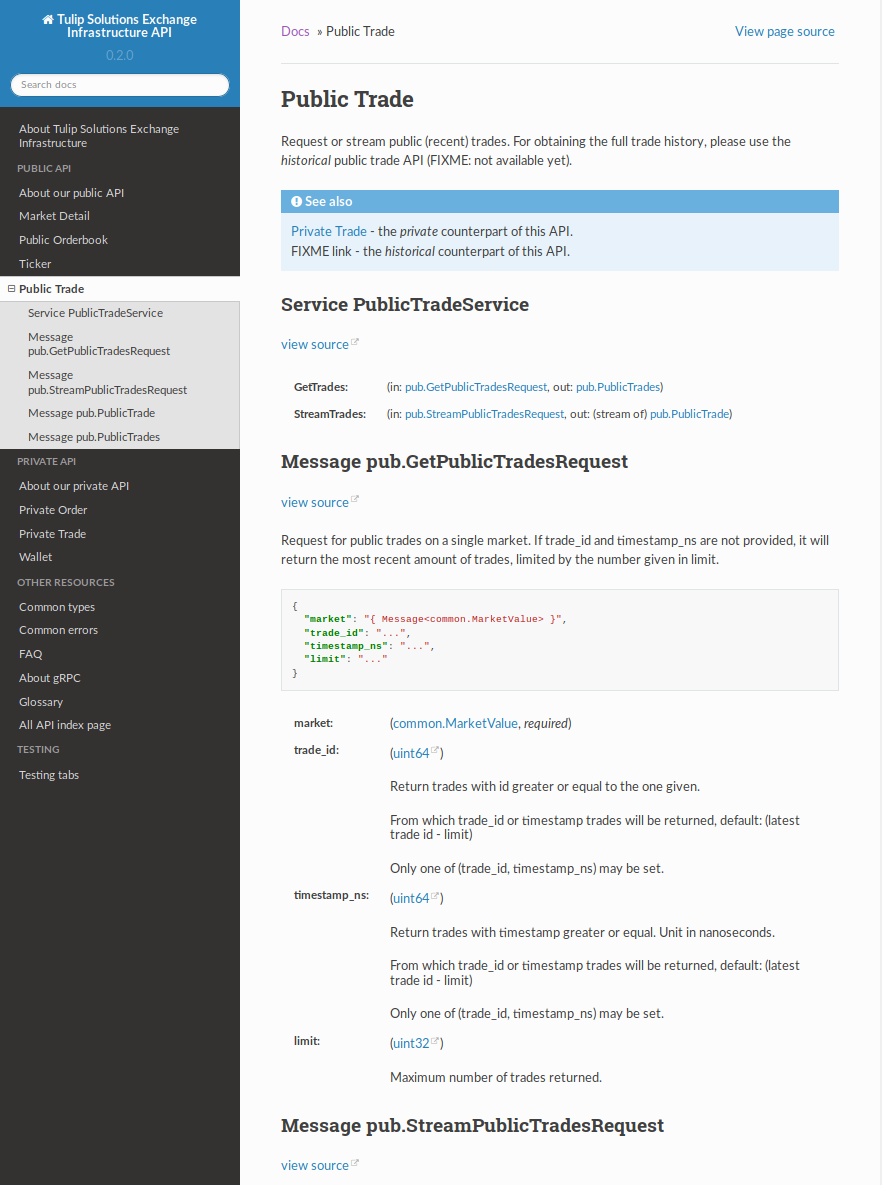 Tulip Solutions Exchange
Infrastructure API
0.2.0
Search docs
About Tulip Solutions Exchange
Infrastructure
PUBLIC API
About our public API
Market Detail
Public Orderbook
Ticker
Public Trade
Service PublicTradeService
Message
pub.GetPublicTradesRequest
Message
pub.StreamPublicTradesRequest
Message pub.PublicTrade
Message pub.PublicTrades
PRIVATE API
About our private API
Private Order
Private Trade
Wallet
OTHER RESOURCES
Common types
Common errors
FAQ
About gRPC
Glossary
All API index page
TESTING
Testing tabs
Docs » Public Trade View page source
Public Trade
Request or stream public (recent) trades. For obtaining the full trade history, please use the
historical public trade API (FIXME: not available yet).
See also
Private Trade - the private counterpart of this API.
FIXME link - the historical counterpart of this API.
Service PublicTradeService
view source
GetTrades: (in: pub.GetPublicTradesRequest, out: pub.PublicTrades)
StreamTrades: (in: pub.StreamPublicTradesRequest, out: (stream of) pub.PublicTrade)
Message pub.GetPublicTradesRequest
view source
Request for public trades on a single market. If trade_id and timestamp_ns are not provided, it will
return the most recent amount of trades, limited by the number given in limit.
{
"market": "{ Message<common.MarketValue> }",
"trade_id": "...",
"timestamp_ns": "...",
"limit": "..."
}
market: (common.MarketValue, required)
trade_id: (uint64)
Return trades with id greater or equal to the one given.
From which trade_id or timestamp trades will be returned, default: (latest
trade id - limit)
Only one of (trade_id, timestamp_ns) may be set.
timestamp_ns: (uint64)
Return trades with timestamp greater or equal. Unit in nanoseconds.
From which trade_id or timestamp trades will be returned, default: (latest
trade id - limit)
Only one of (trade_id, timestamp_ns) may be set.
limit: (uint32)
Maximum number of trades returned.
Message pub.StreamPublicTradesRequest
view source